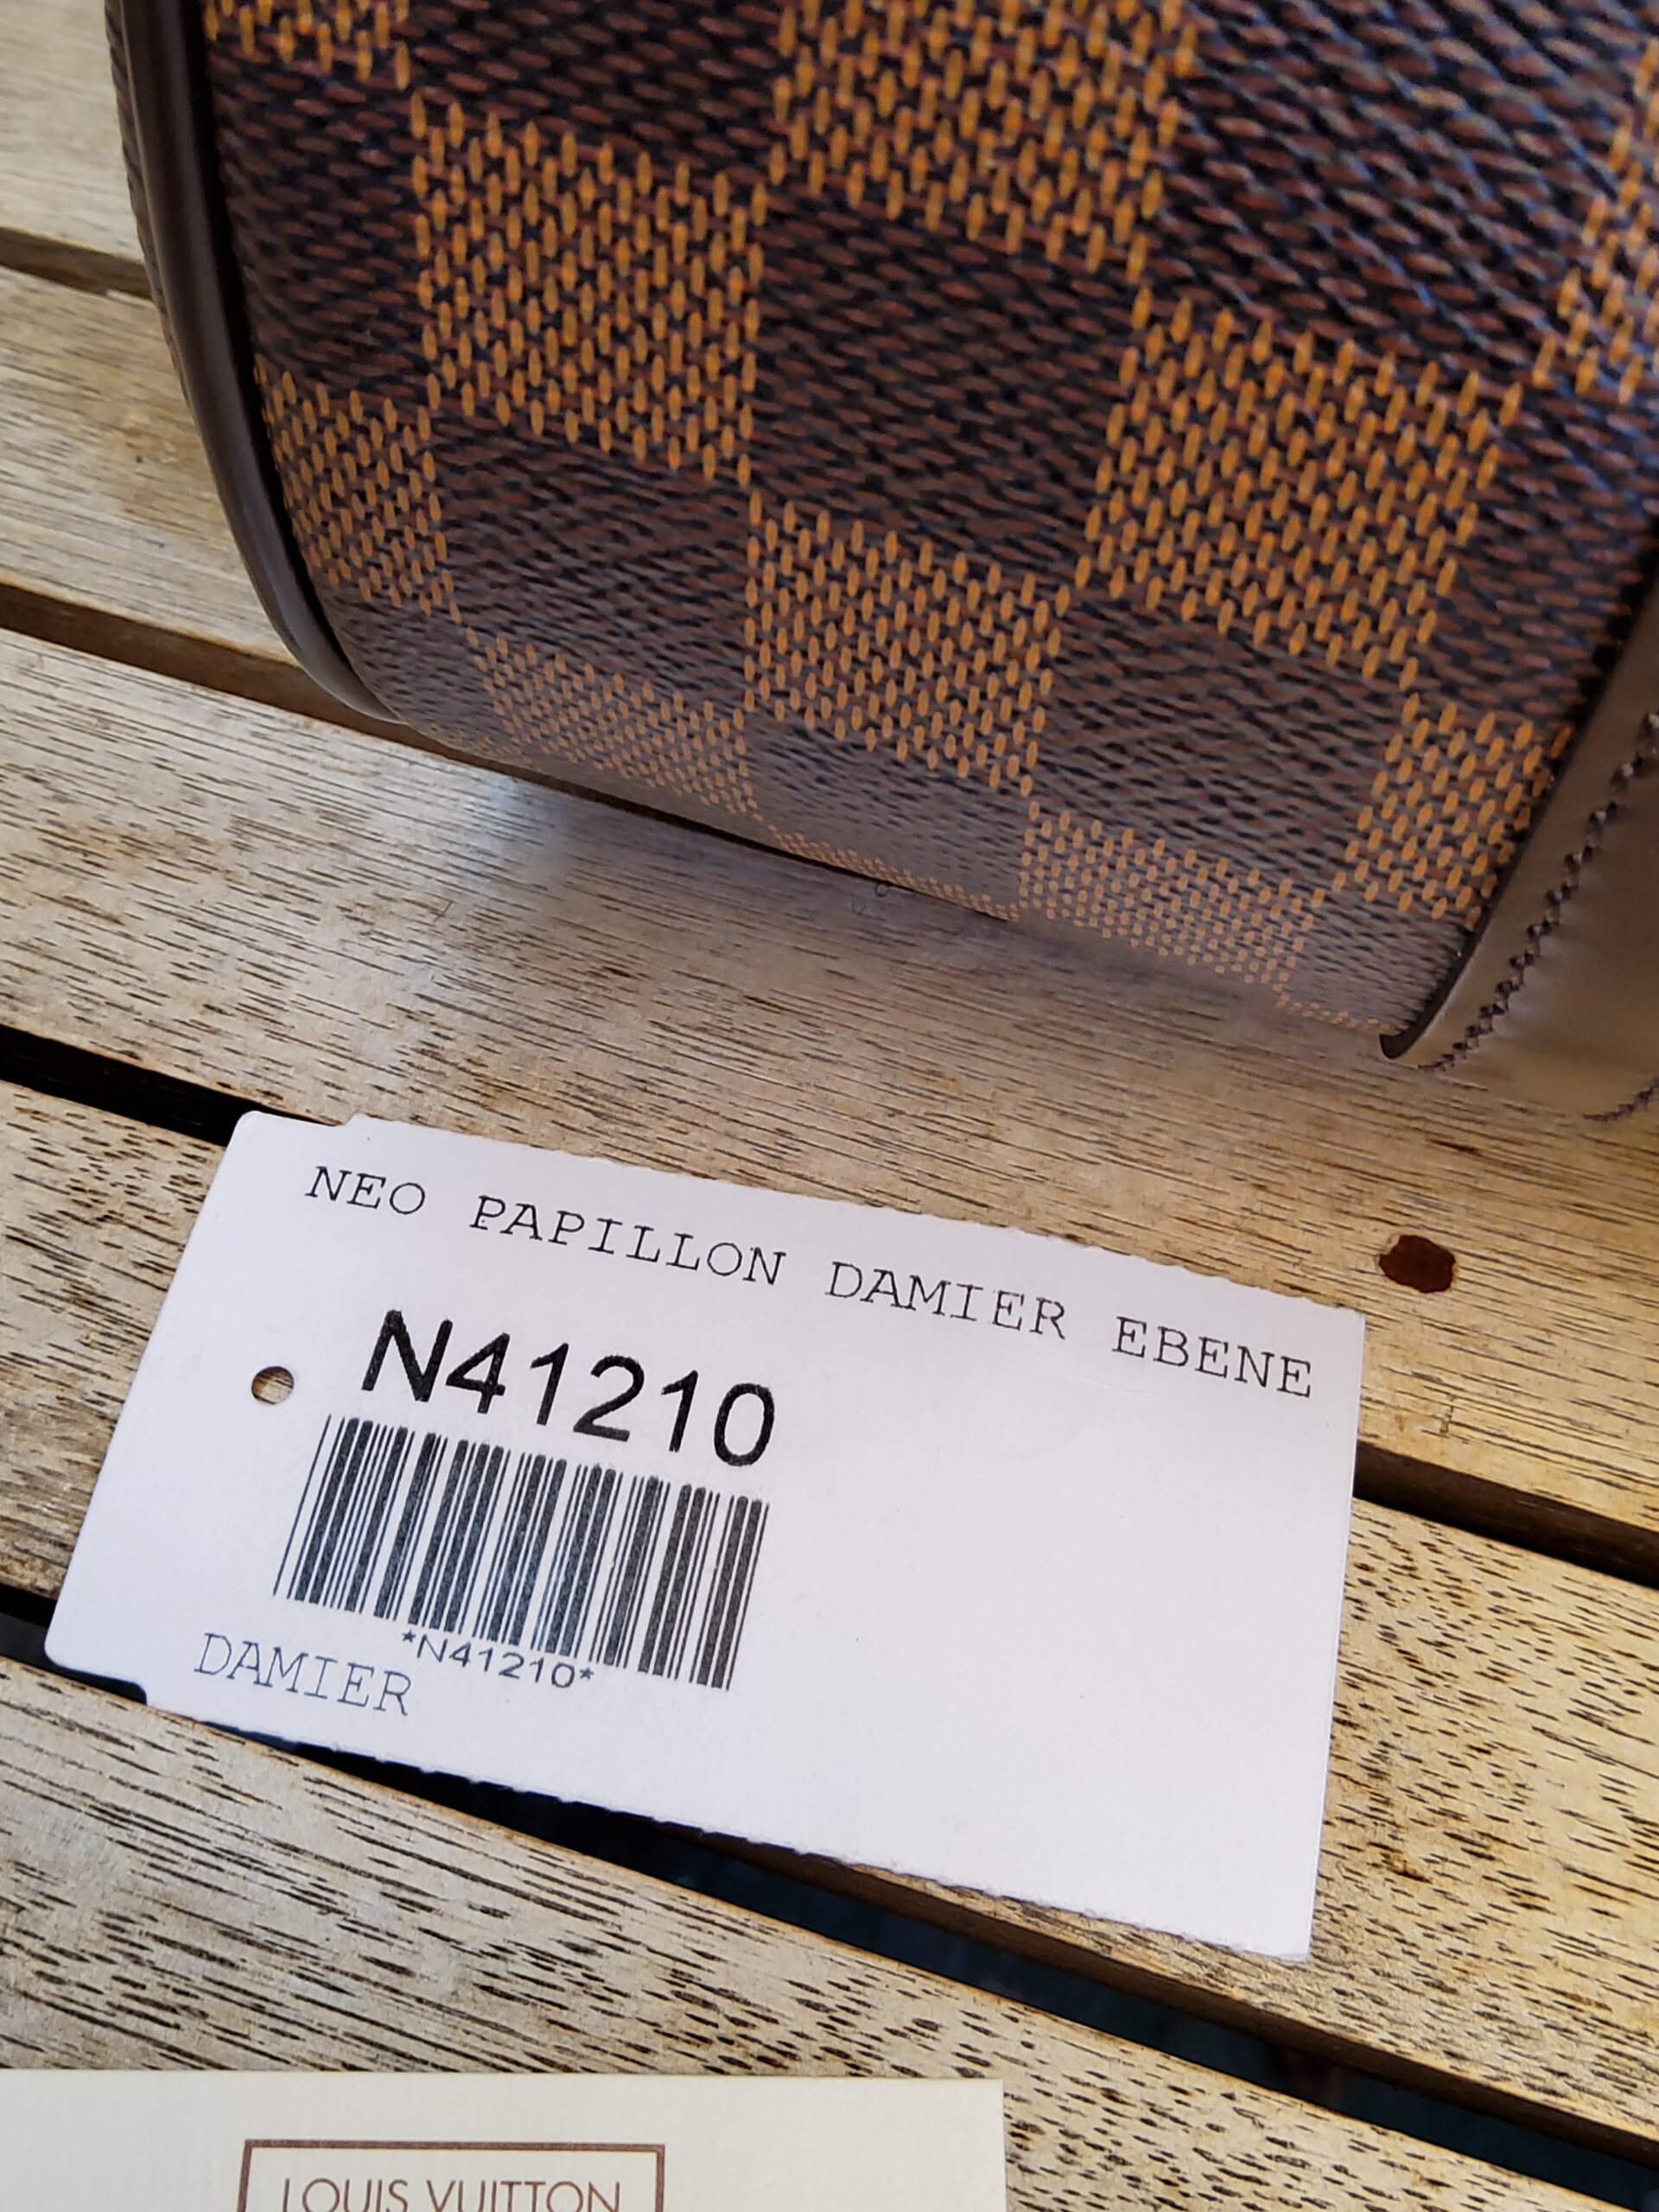 NEO PAPILLON DAMIER EBENE
N41210
*N41210*
DAMIER
LOUIS VUITTON